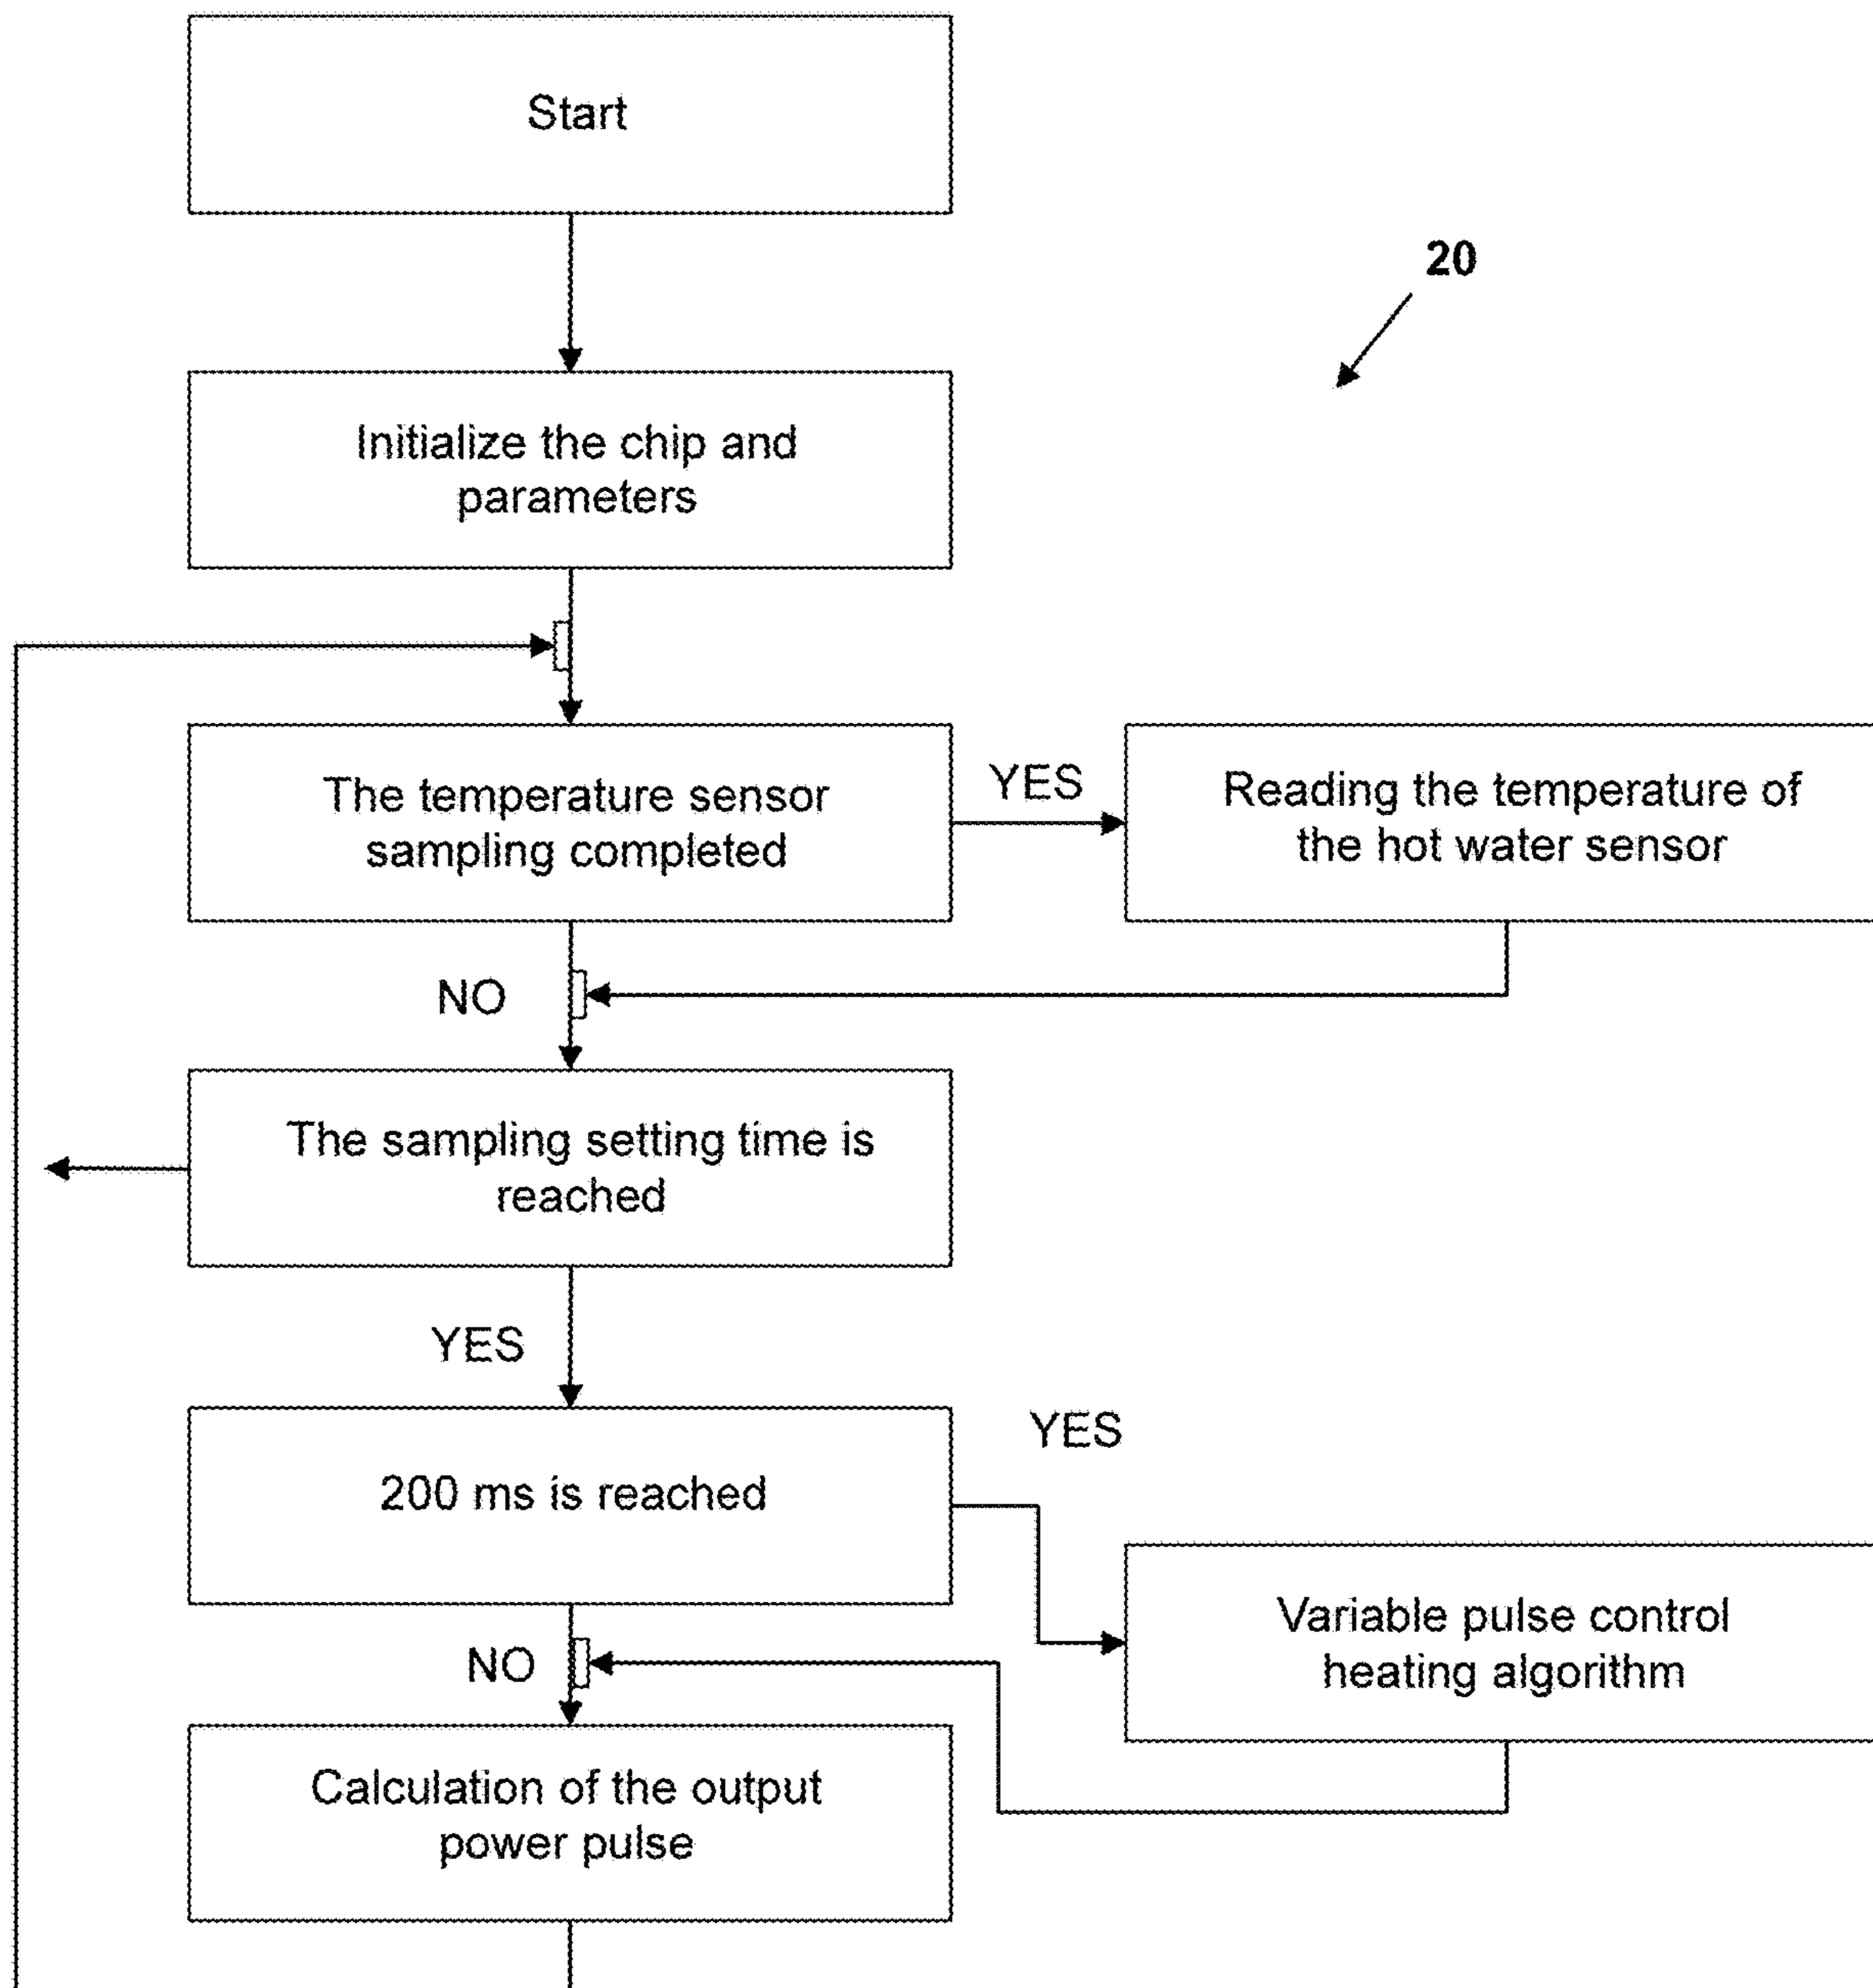 Start
20
Initialize the chip and
parameters
The temperature sensor
sampling completed
YES
Reading the temperature of
the hot water sensor
NO
The sampling setting time is
reached
YES
200 ms is reached
YES
Variable pulse control
heating algorithm
NO
Calculation of the output
power pulse